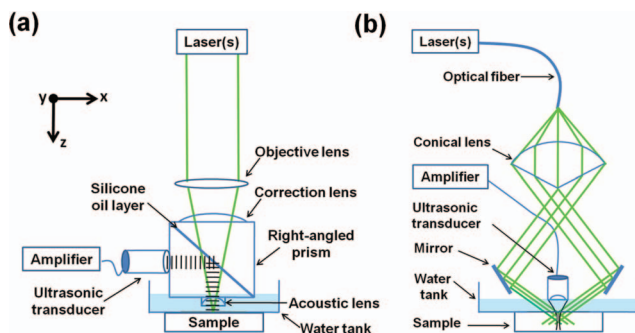 (a)
Laser(s)
y
x
z
Objective lens
Silicone
oil layer
Correction lens
Amplifier
Right-angled
prism
Ultrasonic
transducer
Acoustic lens
Sample
Water tank
(b)
Laser(s)
Optical fiber
Conical lens
Amplifier
Ultrasonic
transducer
Mirror
Water
tank
Sample